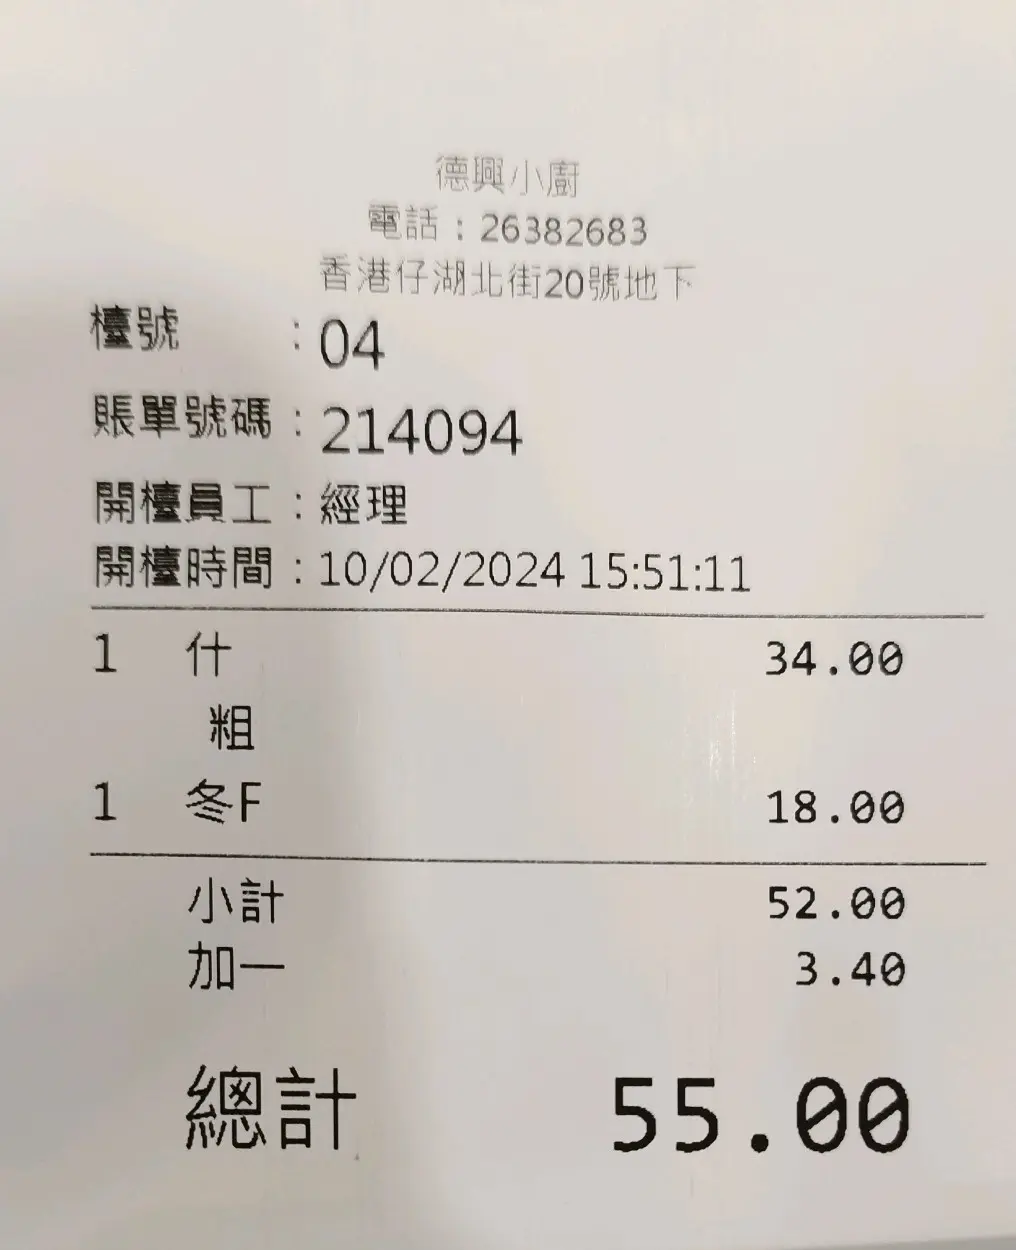 德興小廚
電話：26382683
香港仔湖北街20號地下
檯號 ：04
賬單號碼：214094
開檯員工：經理
開檯時間：10/02/2024 15:51:11
1 什 34.00
粗
1 冬F 18.00
小計 52.00
加一 3.40
總計 55.00